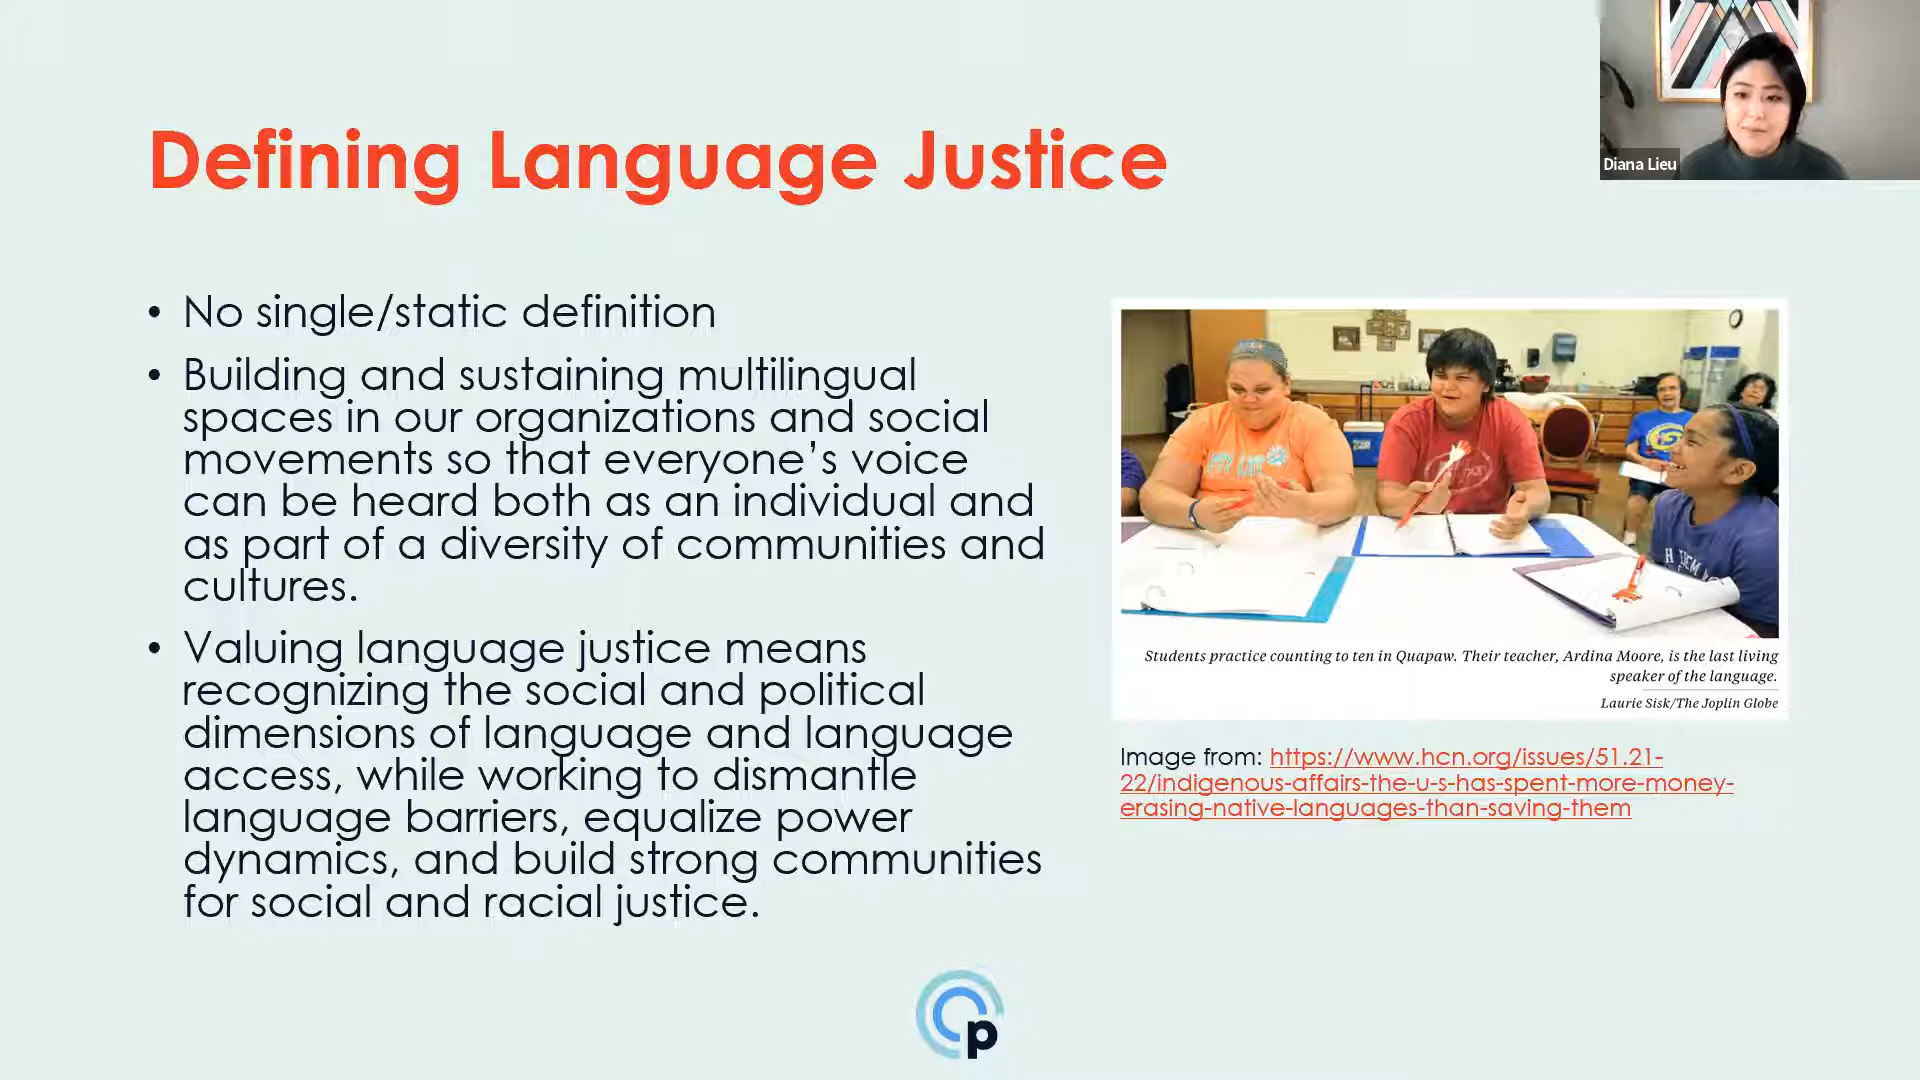 Defining Language Justice
Diana Lieu
• No single/static definition
• Building and sustaining multilingual
spaces in our organizations and social
movements so that everyone’s voice
can be heard both as an individual and
as part of a diversity of communities and
cultures.
• Valuing language justice means
recognizing the social and political
dimensions of language and language
access, while working to dismantle
language barriers, equalize power
dynamics, and build strong communities
for social and racial justice.
Students practice counting to ten in Quapaw. Their teacher, Ardina Moore, is the last living
speaker of the language.
Laurie Sisk/The Joplin Globe
Image from: https://www.hcn.org/issues/51.21-
22/indigenous-affairs-the-u-s-has-spent-more-money-
erasing-native-languages-than-saving-them
p